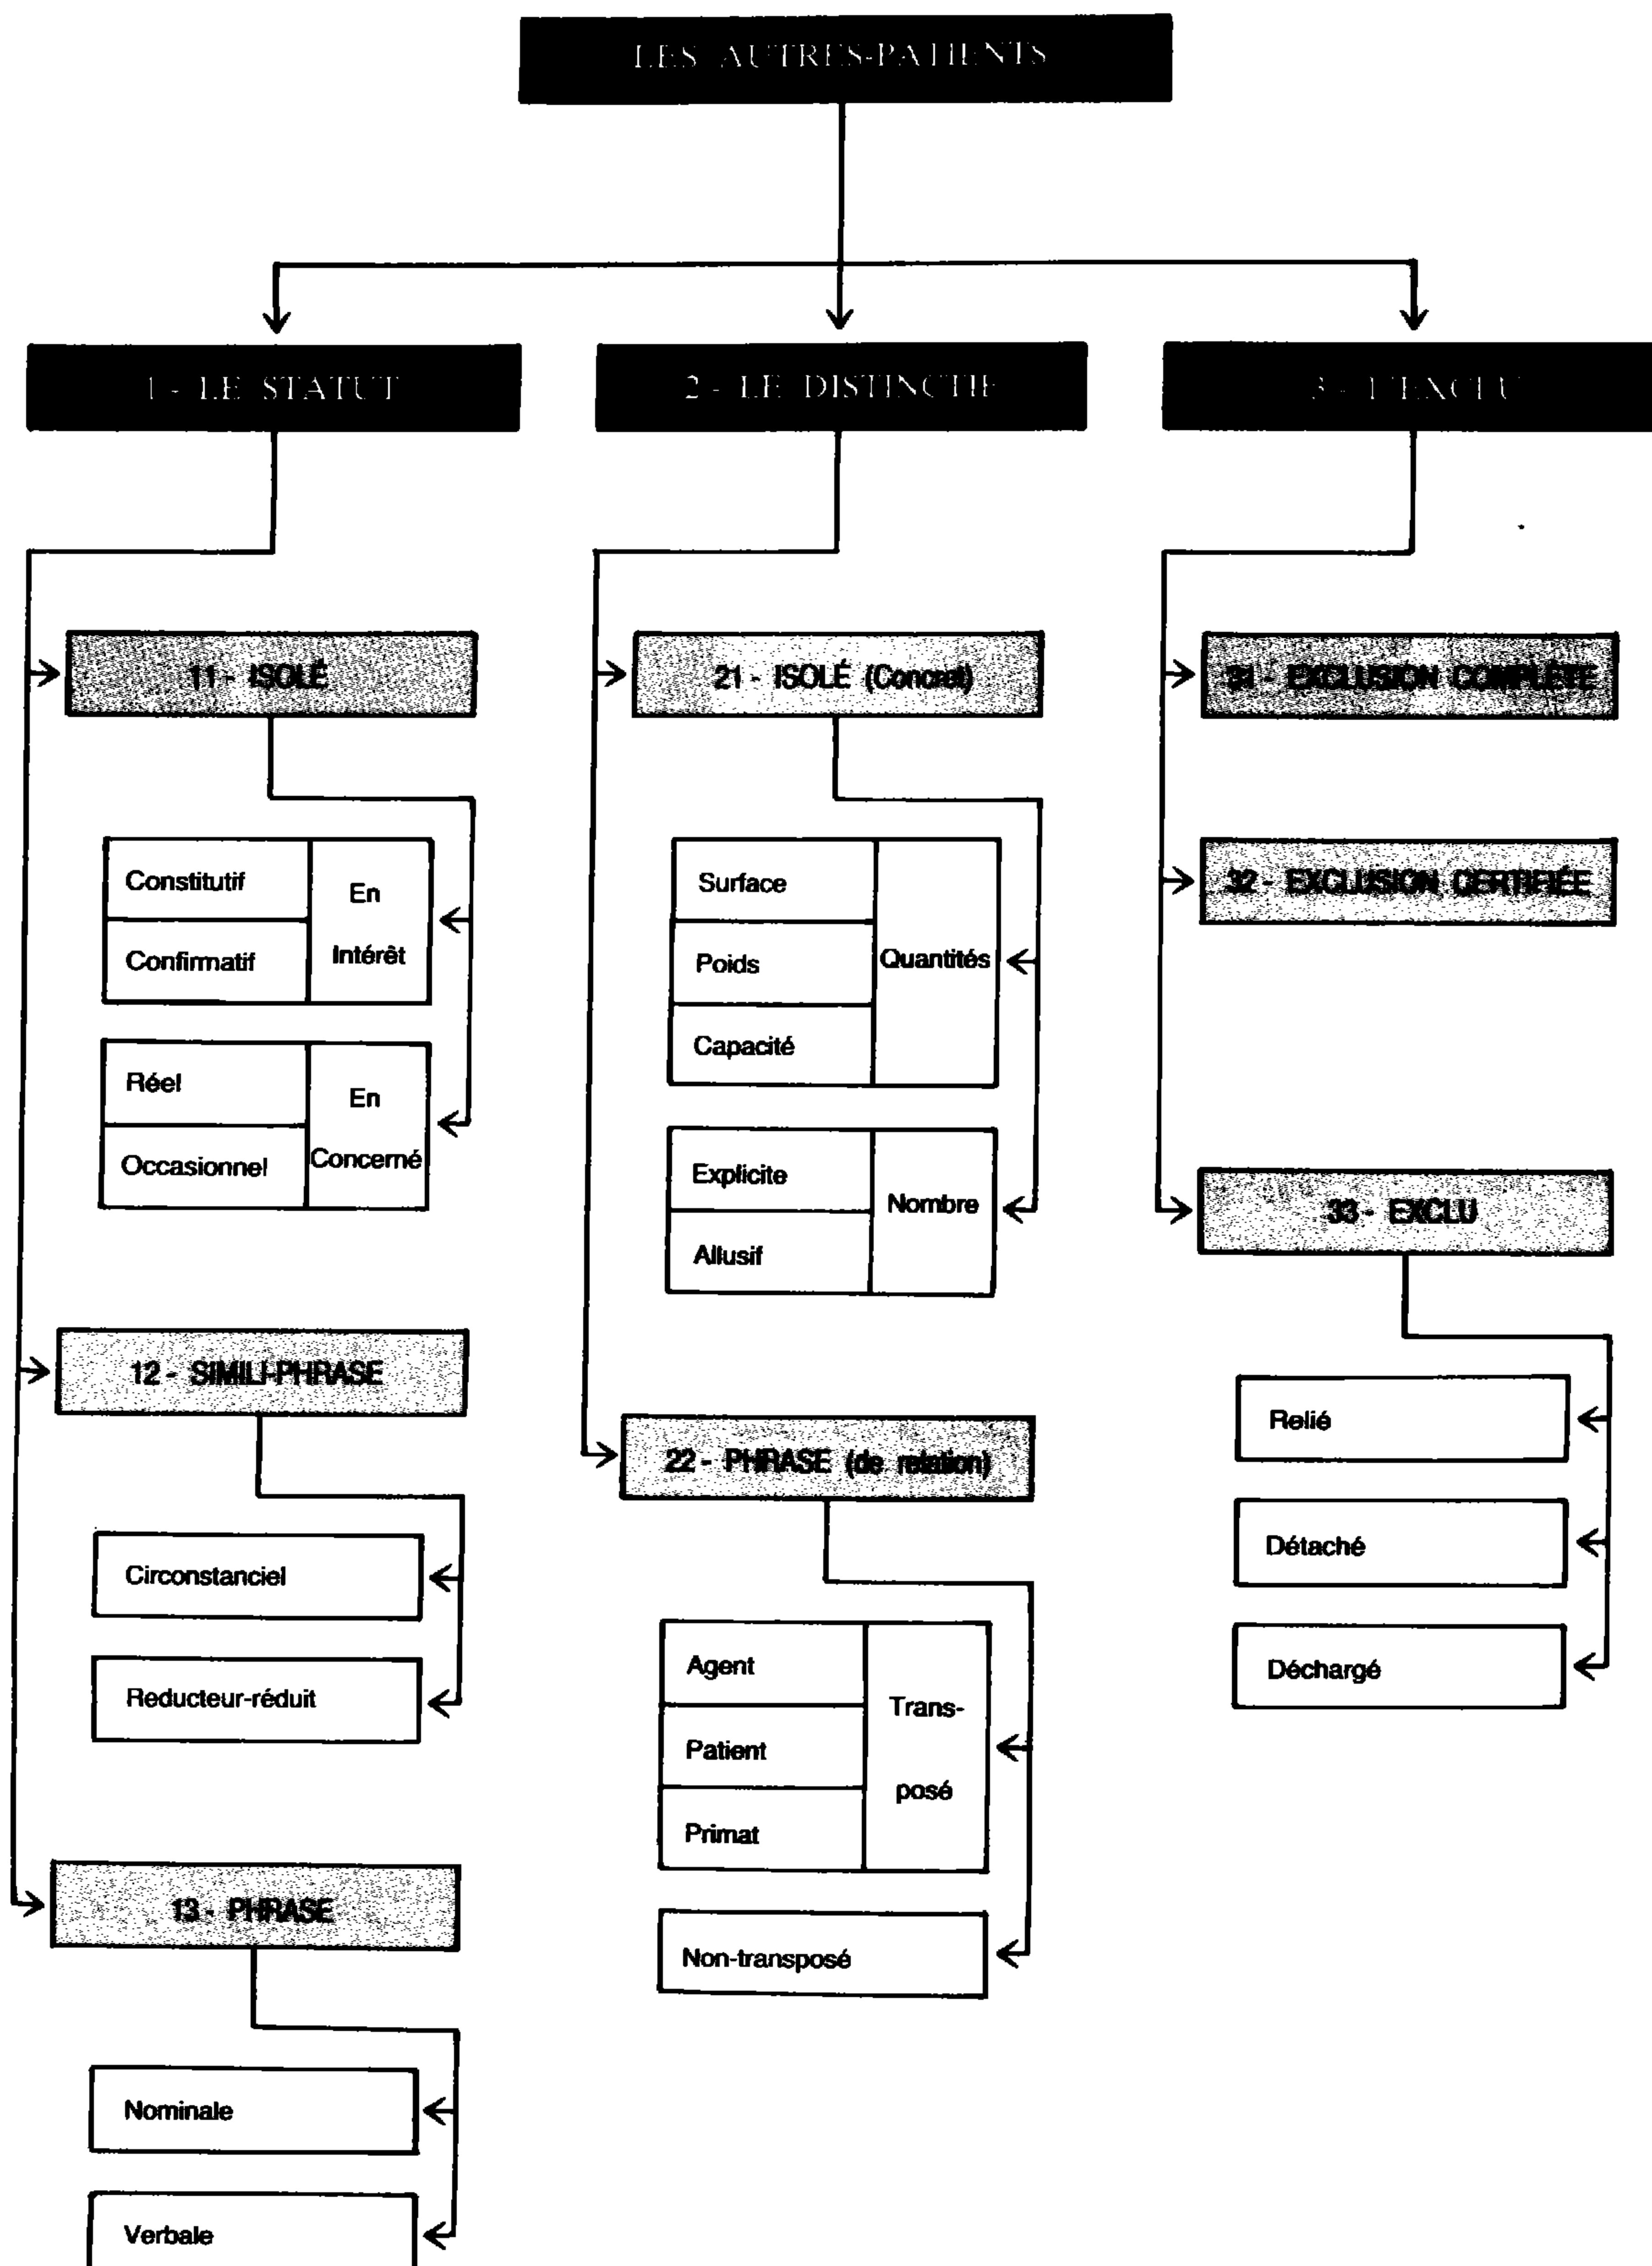 LES AUTRES-PATIENTS
1 - LE STATUT
11 - ISOLÉ
Constitutif
Confirmatif
En
Intérêt
Réel
Occasionnel
En
Concerné
12 - SIMILI-PHRASE
Circonstanciel
Reducteur-réduit
13 - PHRASE
Nominale
Verbale
2 - LE DISTINCTIF
21 - ISOLÉ (Concret)
Surface
Poids
Capacité
Quantités
Explicite
Allusif
Nombre
22 - PHRASE (de relation)
Agent
Patient
Primat
Trans-
posé
Non-transposé
3 - L'EXCLU
31 - EXCLUSION COMPLÈTE
32 - EXCLUSION CERTIFIÉE
33 - EXCLU
Relié
Détaché
Déchargé